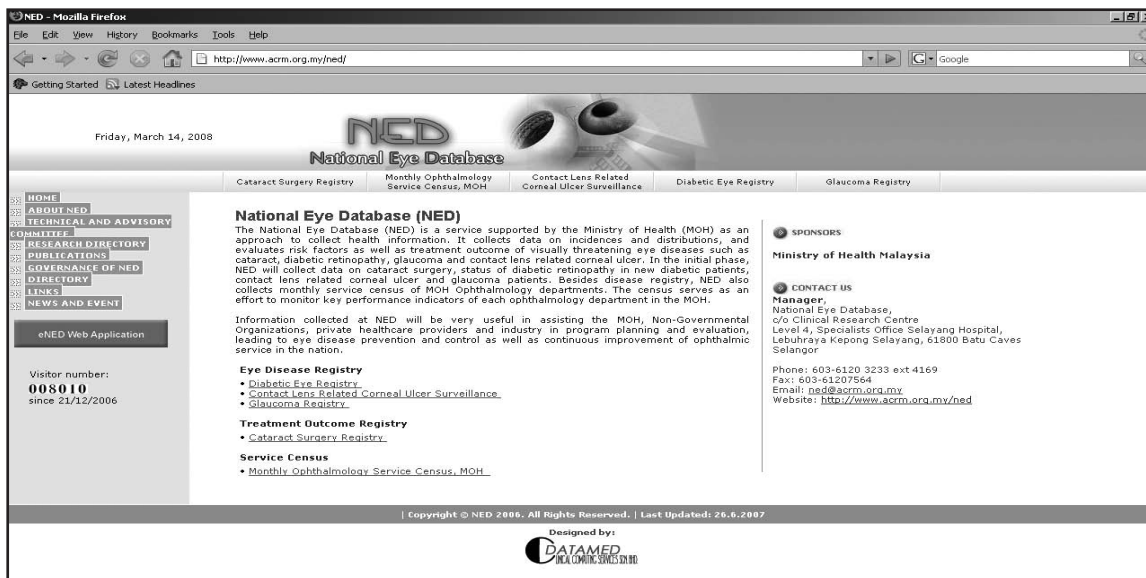 NED - Mozilla Firefox
File Edit View History Bookmarks Tools Help
http://www.acrm.org.my/ned/
G Google
Getting Started Latest Headlines
Friday, March 14, 2008
NED
National Eye Database
Cataract Surgery Registry
Monthly Ophthalmology
Service Census, MOH
Contact Lens Related
Corneal Ulcer Surveillance
Diabetic Eye Registry
Glaucoma Registry
HOME
ABOUT NED
TECHNICAL AND ADVISORY
COMMITTEE
RESEARCH DIRECTORY
PUBLICATIONS
GOVERNANCE OF NED
DIRECTORY
LINKS
NEWS AND EVENT
eNED Web Application
Visitor number:
008010
since 21/12/2006
National Eye Database (NED)
The National Eye Database (NED) is a service supported by the Ministry of Health (MOH) as an
approach to collect health information. It collects data on incidences and distributions, and
evaluates risk factors as well as treatment outcome of visually threatening eye diseases such as
cataract, diabetic retinopathy, glaucoma and contact lens related corneal ulcer. In the initial phase,
NED will collect data on cataract surgery, status of diabetic retinopathy in new diabetic patients,
contact lens related corneal ulcer and glaucoma patients. Besides disease registry, NED also
collects monthly service census of MOH Ophthalmology departments. The census serves as an
effort to monitor key performance indicators of each ophthalmology department in the MOH.
Information collected at NED will be very useful in assisting the MOH, Non-Governmental
Organizations, private healthcare providers and industry in program planning and evaluation,
leading to eye disease prevention and control as well as continuous improvement of ophthalmic
service in the nation.
Eye Disease Registry
• Diabetic Eye Registry
• Contact Lens Related Corneal Ulcer Surveillance
• Glaucoma Registry
Treatment Outcome Registry
• Cataract Surgery Registry
Service Census
• Monthly Ophthalmology Service Census, MOH
SPONSORS
Ministry of Health Malaysia
CONTACT US
Manager,
National Eye Database,
c/o Clinical Research Centre
Level 4, Specialists Office Selayang Hospital,
Lebuhraya Kepong Selayang, 61800 Batu Caves
Selangor
Phone: 603-6120 3233 ext 4169
Fax: 603-61207564
Email: ned@acrm.org.my
Website: http://www.acrm.org.my/ned
| Copyright © NED 2006. All Rights Reserved. | Last Updated: 26.6.2007
Designed by:
DATAMED
CLINICAL COMPUTING SERVICES SDN BHD